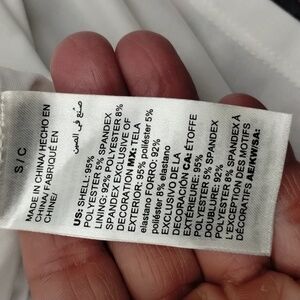 S / C
MADE IN CHINA/HECHO EN
CHINA/ FABRIQUÉ EN
CHINE/ صنع في الصين
US: SHELL: 95%
POLYESTER 5% SPANDEX
LINING: 92% POLYESTER 8%
SPANDEX EXCLUSIVE OF
DECORATION MX: TELA
EXTERIOR: 95% poliéster 5%
elastano FORRO: 92%
poliéster 8% elastano
EXCLUSIVO DE LA
DECORAVIÓN CA: ÉTOFFE
EXTÉRIEURE: 95%
POLYESTER 5% SPANDEX
DOUBLURE: 92%
POLYESTER 8% SPANDEX À
L'EXCEPTION DES MOTIFS
DÉCORATIFS AE/KW/SA: